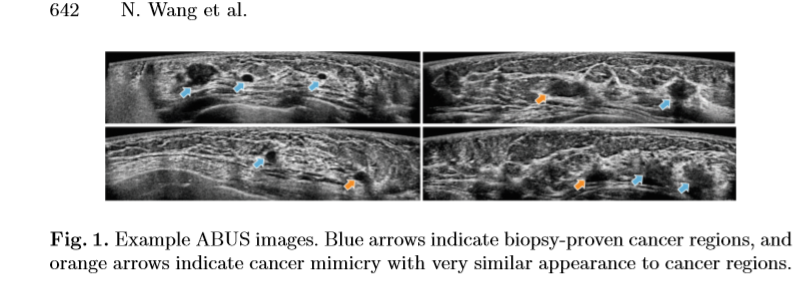 642 N. Wang et al.
Fig. 1. Example ABUS images. Blue arrows indicate biopsy-proven cancer regions, and
orange arrows indicate cancer mimicry with very similar appearance to cancer regions.